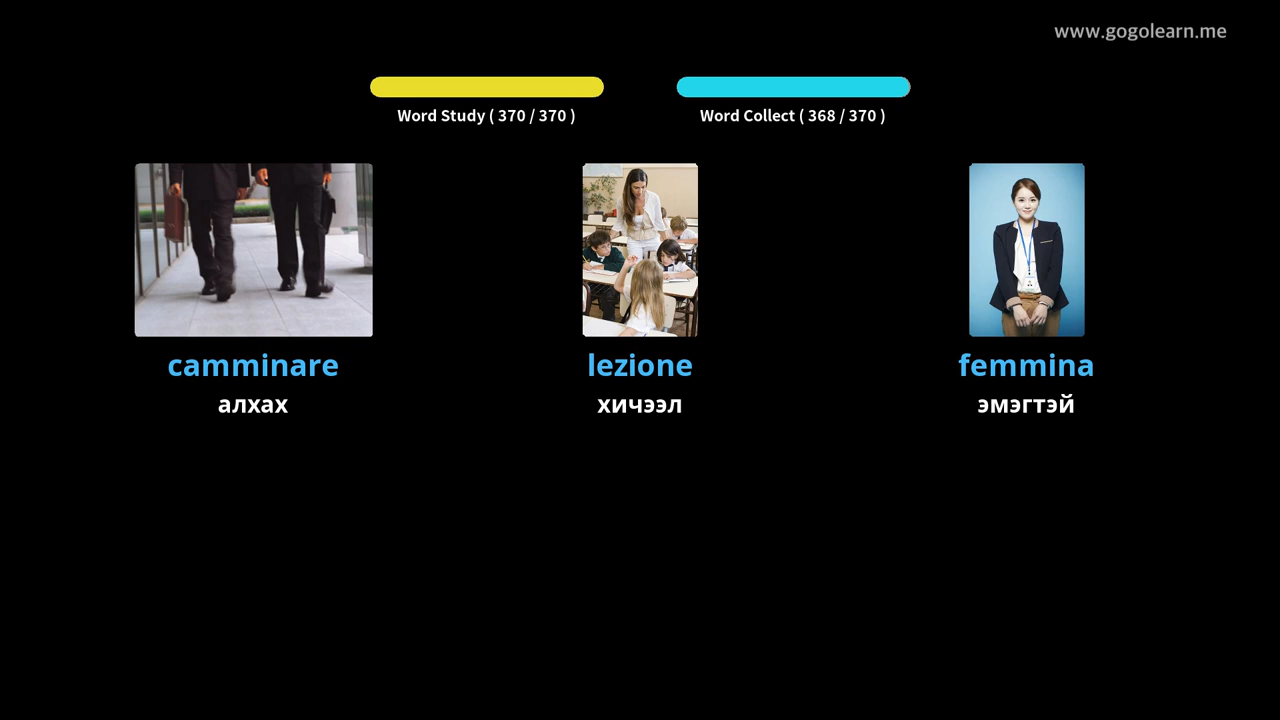 www.gogolearn.me
Word Study ( 370 / 370 )
Word Collect ( 368 / 370 )
camminare
алхах
lezione
хичээл
femmina
эмэгтэй